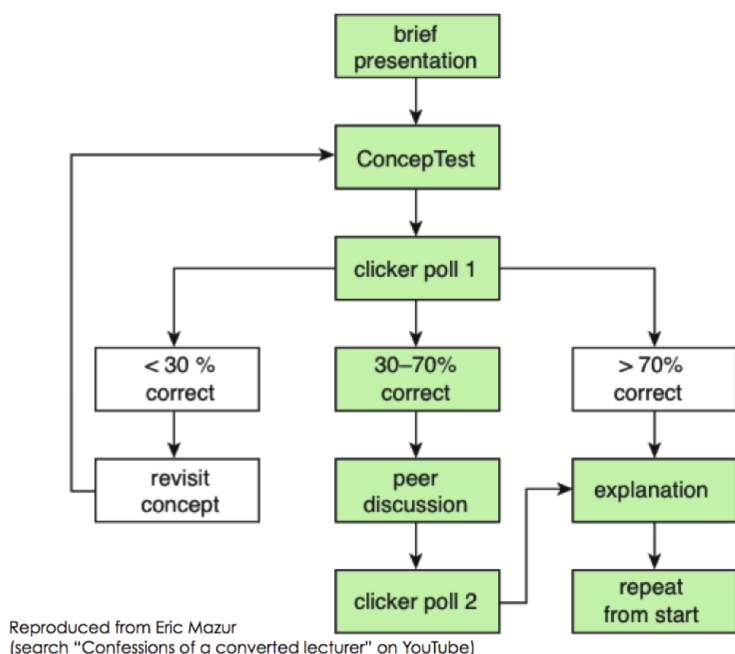 brief
presentation
ConcepTest
clicker poll 1
< 30 %
correct
30–70%
correct
> 70%
correct
revisit
concept
peer
discussion
explanation
clicker poll 2
repeat
from start
Reproduced from Eric Mazur
(search “Confessions of a converted lecturer" on YouTube)